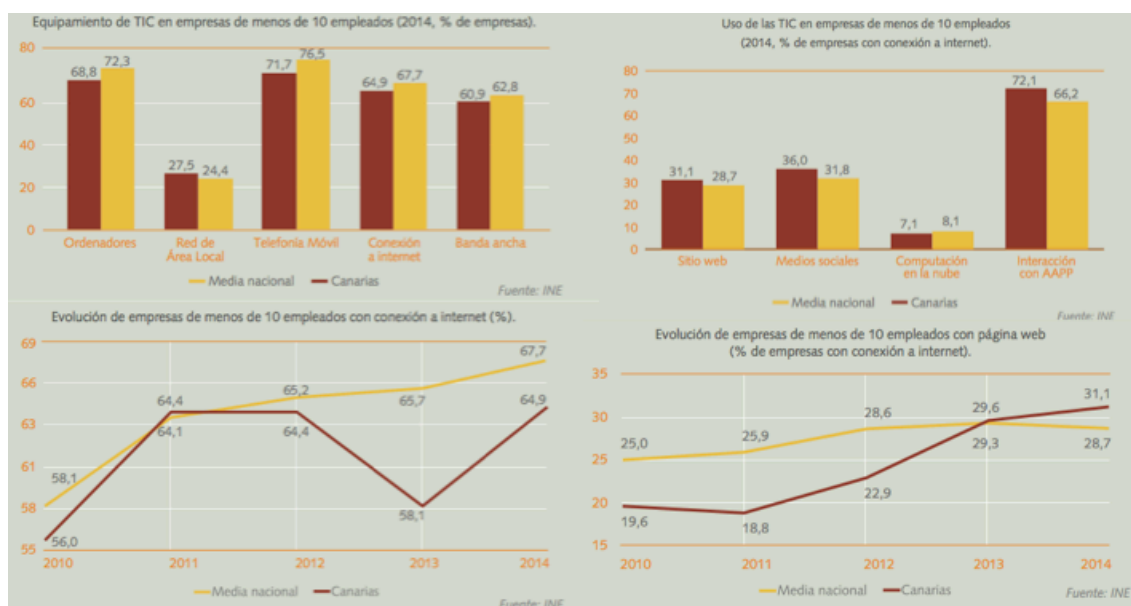 Equipamiento de TIC en empresas de menos de 10 empleados (2014, % de empresas).
80
60
40
20
0
68,8
72,3
27,5
24,4
71,7
76,5
64,9
67,7
60,9
62,8
Ordenadores
Red de
Área Local
Telefonía Móvil
Conexión
a internet
Banda ancha
Media nacional
Canarias
Fuente: INE
Uso de las TIC en empresas de menos de 10 empleados
(2014, % de empresas con conexión a internet).
80
70
60
50
40
30
20
10
0
31,1
28,7
36,0
31,8
7,1
8,1
72,1
66,2
Sitio web
Medios sociales
Computación
en la nube
Interacción
con AAPP
Media nacional
Canarias
Fuente: INE
Evolución de empresas de menos de 10 empleados con conexión a internet (%).
69
66
63
61
58
55
58,1
56,0
64,4
64,1
65,2
64,4
65,7
58,1
67,7
64,9
2010
2011
2012
2013
2014
Media nacional
Canarias
Fuente: INE
Evolución de empresas de menos de 10 empleados con página web
(% de empresas con conexión a internet).
35
30
25
20
15
25,0
19,6
25,9
18,8
28,6
22,9
29,6
29,3
31,1
28,7
2010
2011
2012
2013
2014
Media nacional
Canarias
Fuente: INE